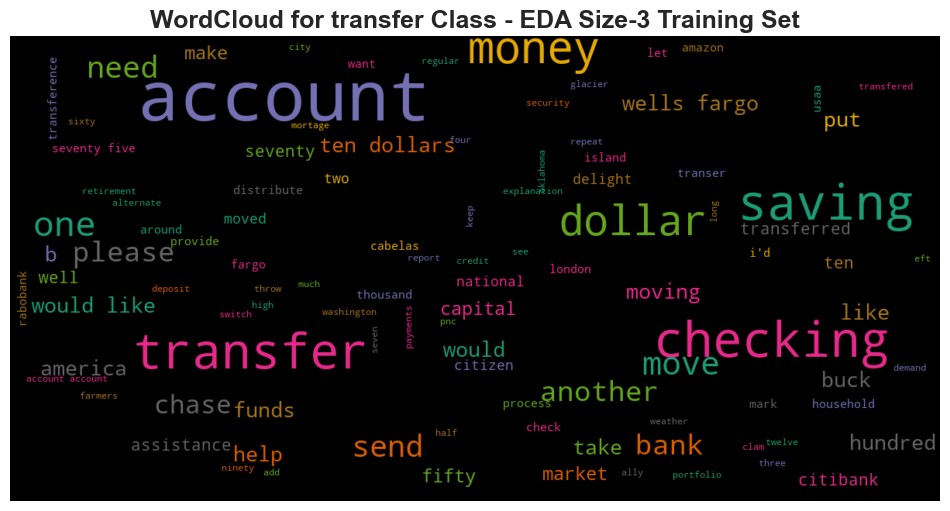 WordCloud for transfer Class - EDA Size-3 Training Set
city
money
amazon
make
want
regular
let
need
account
transference
glacier
usaa
transfered
security
wells fargo
put
sixty
mortage
seventy five
seventy
ten dollars
four
repeat
oklahoma
island
two
delight
transer
retirement
distribute
explanation
saving
alternate
one
moved
keep
dollar
long
around
transferred
b
please
provide
cabelas
see
i'd
report
eft
well
fargo
credit
london
ten
rabobank
deposit
throw
much
thousand
national
moving
would like
high
switch
washington
capital
like
payments
pnc
transfer
seven
would
checking
america
citizen
move
demand
account account
another
buck
farmers
chase
funds
process
mark
household
weather
check
half
assistance
help
send
take
bank
clam
twelve
hundred
ninety
add
fifty
market
ally
portfolio
three
citibank